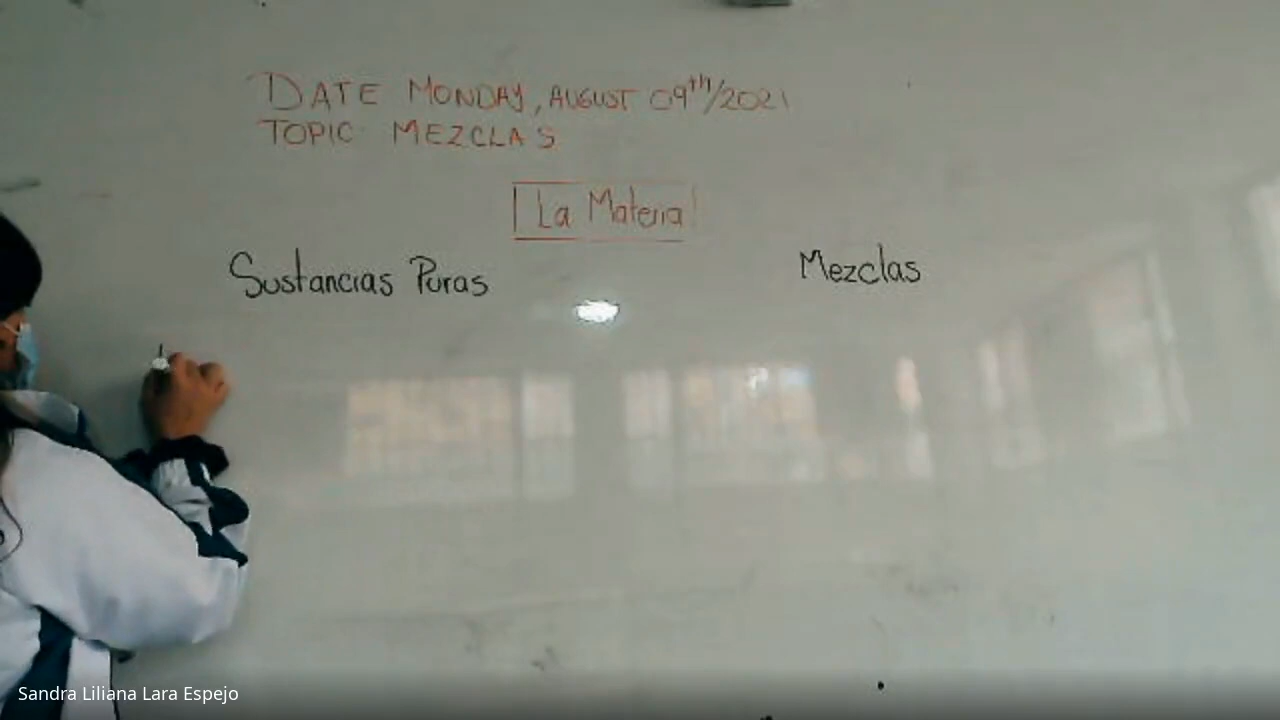 DATE MONDAY, AUGUST 09th/2021
TOPIC MEZCLAS
La Materia
Sustancias Puras
Mezclas
Sandra Liliana Lara Espejo